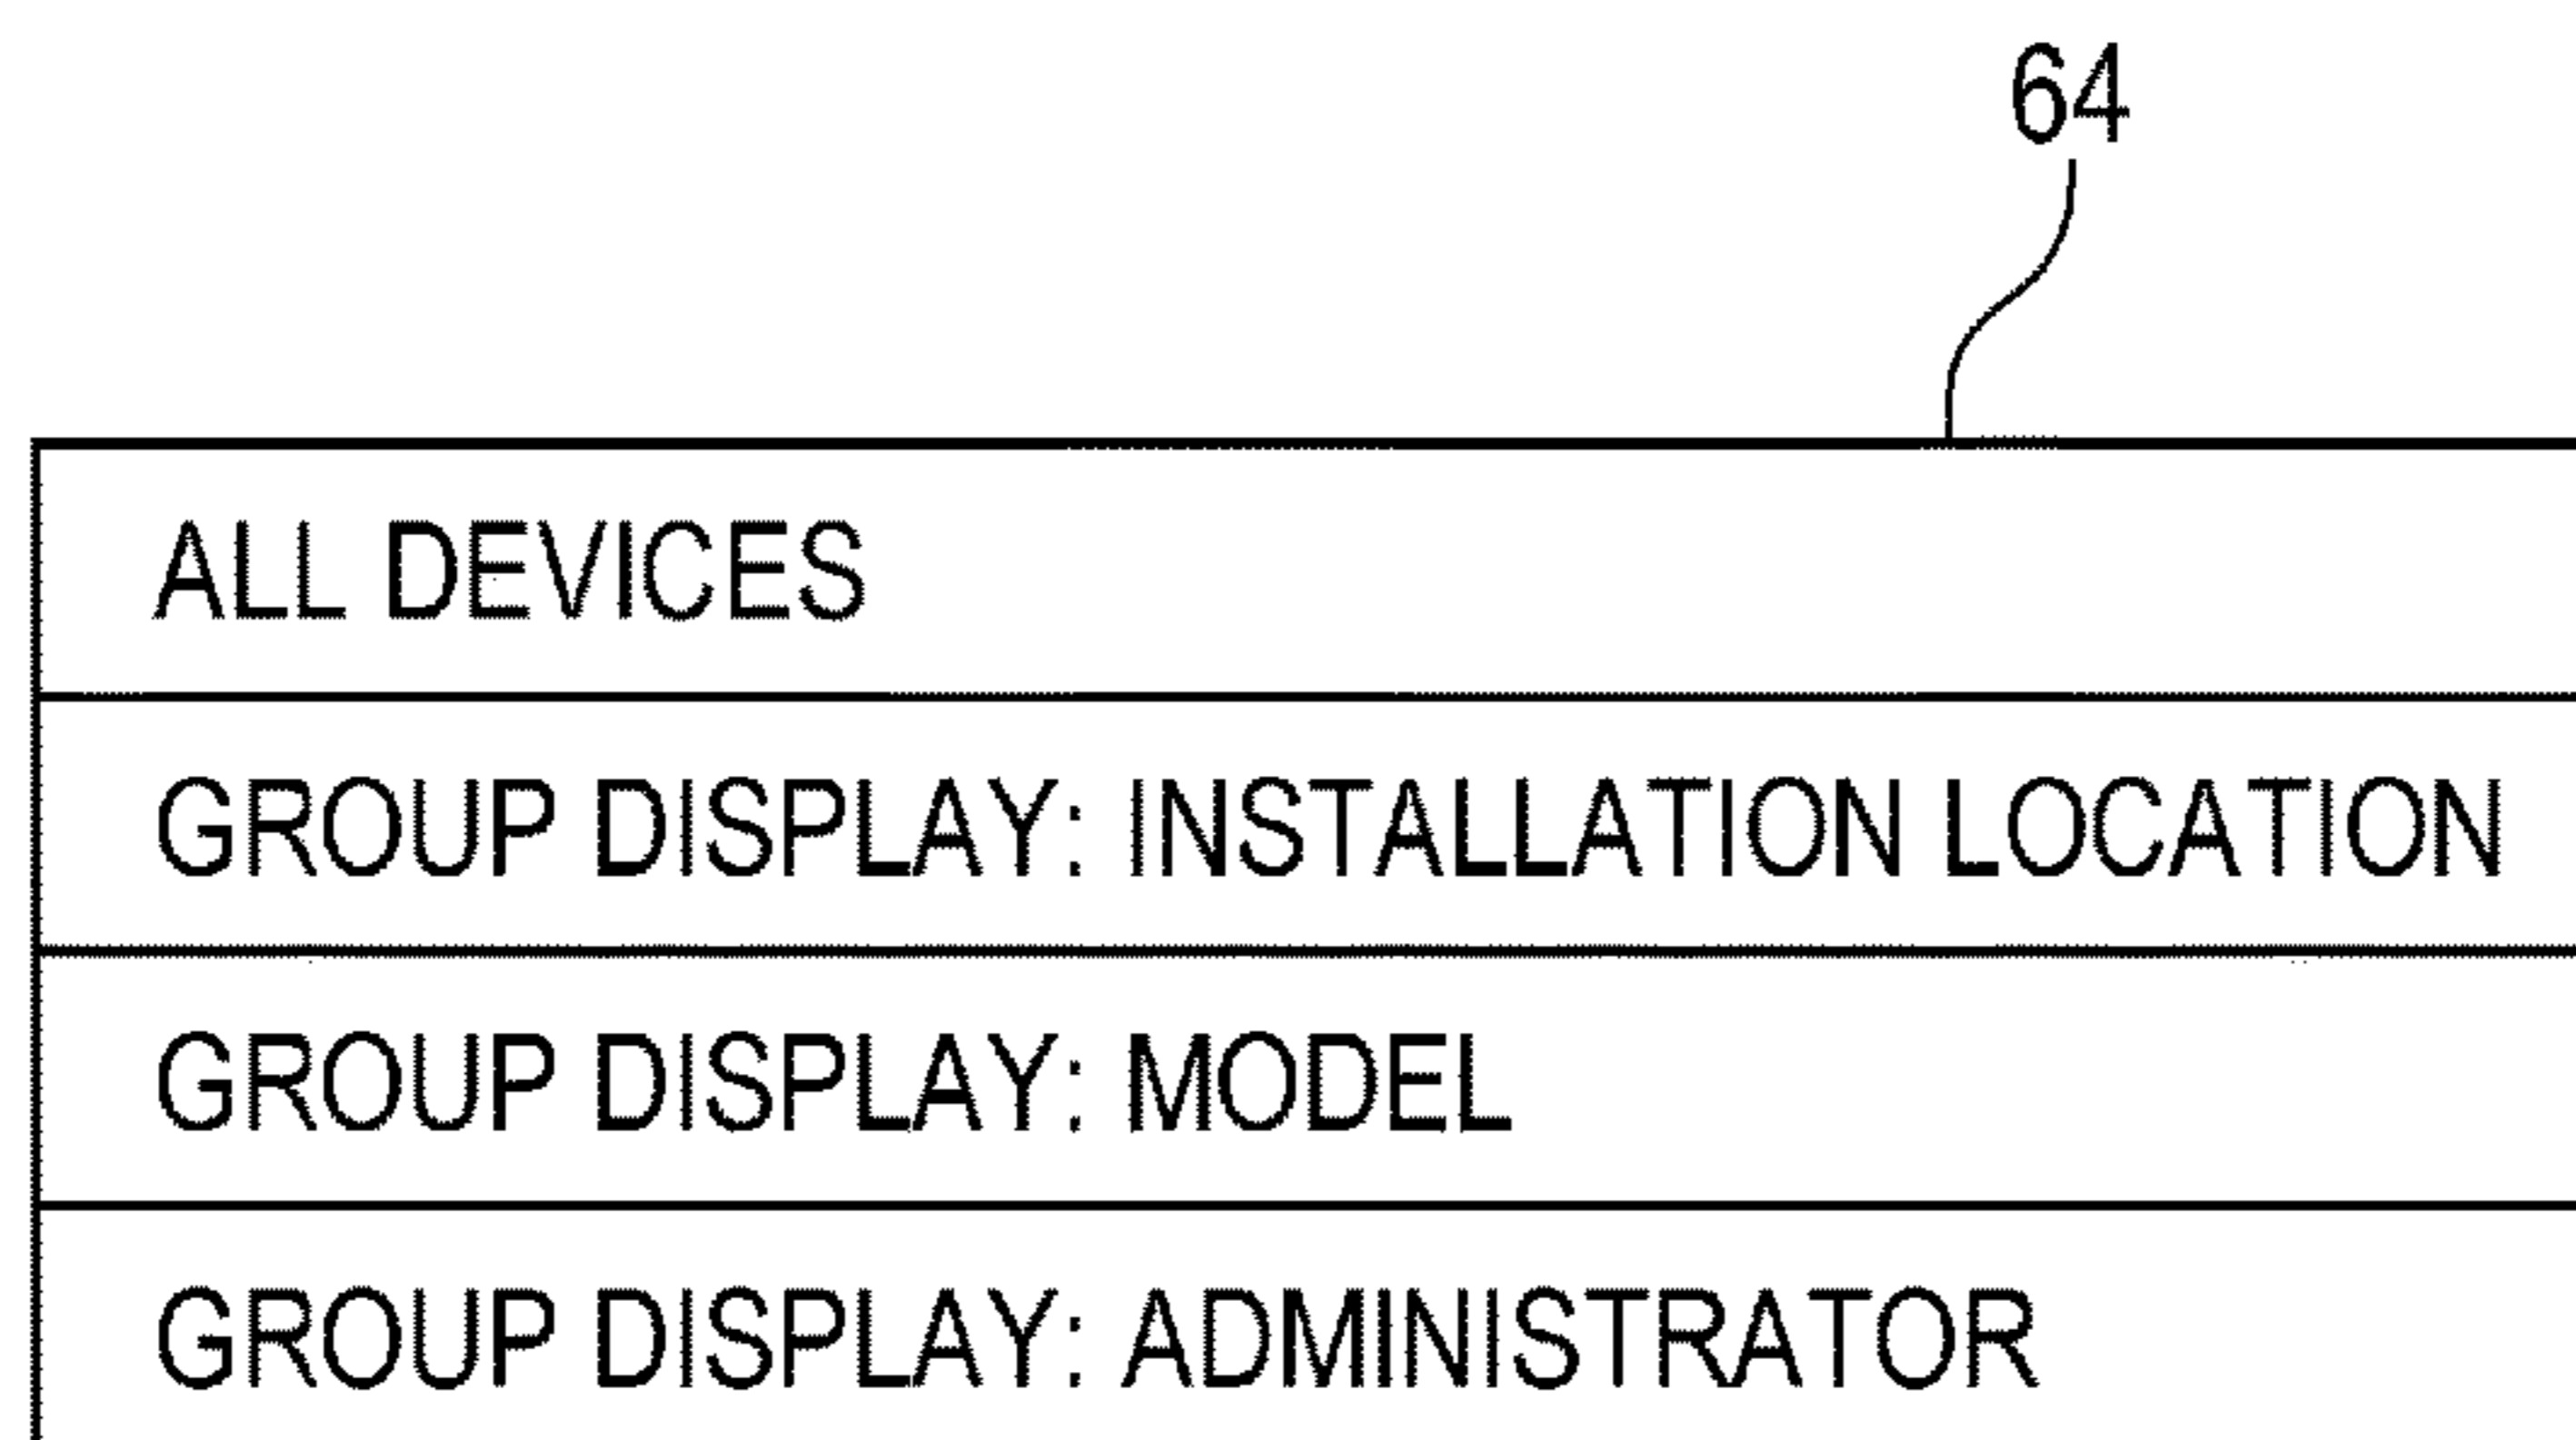 64
ALL DEVICES
GROUP DISPLAY: INSTALLATION LOCATION
GROUP DISPLAY: MODEL
GROUP DISPLAY: ADMINISTRATOR